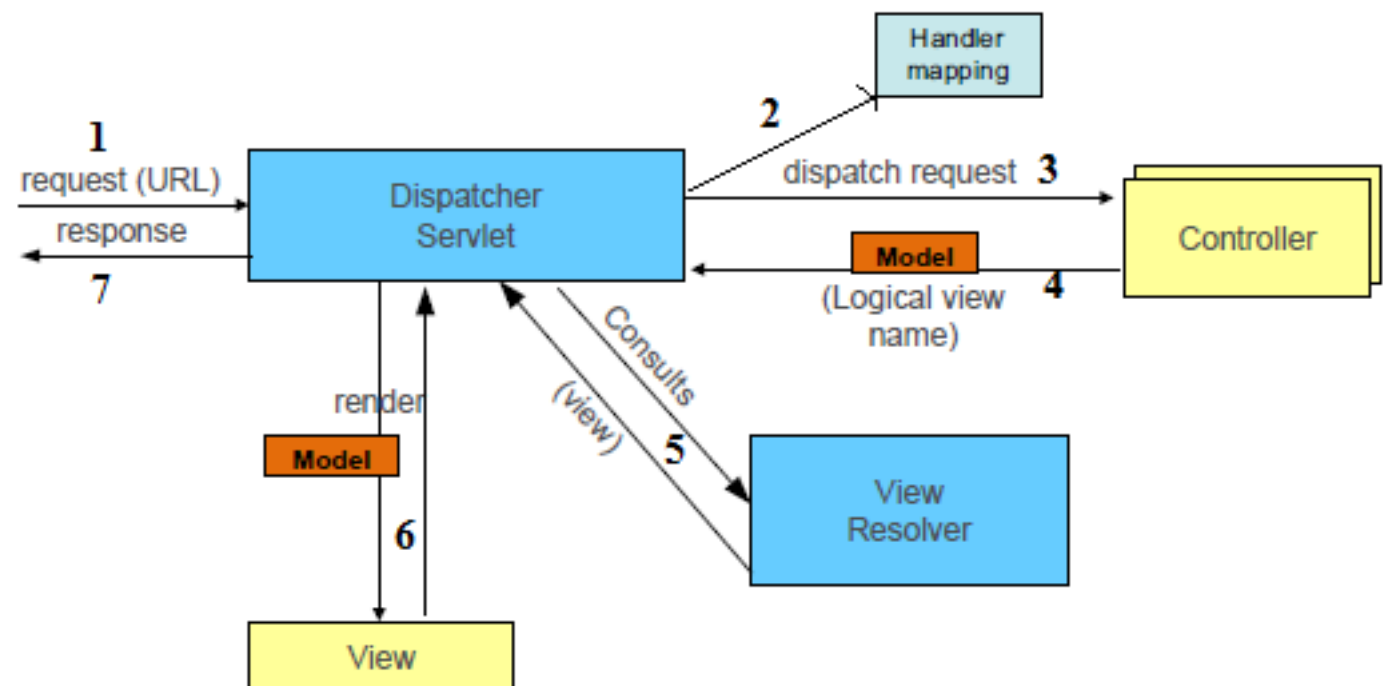 Handler
mapping
2
1
request (URL)
dispatch request 3
Dispatcher
Servlet
response
Controller
Model
7
4
(Logical view
name)
Consults
render
(view)
5
Model
View
Resolver
6
View